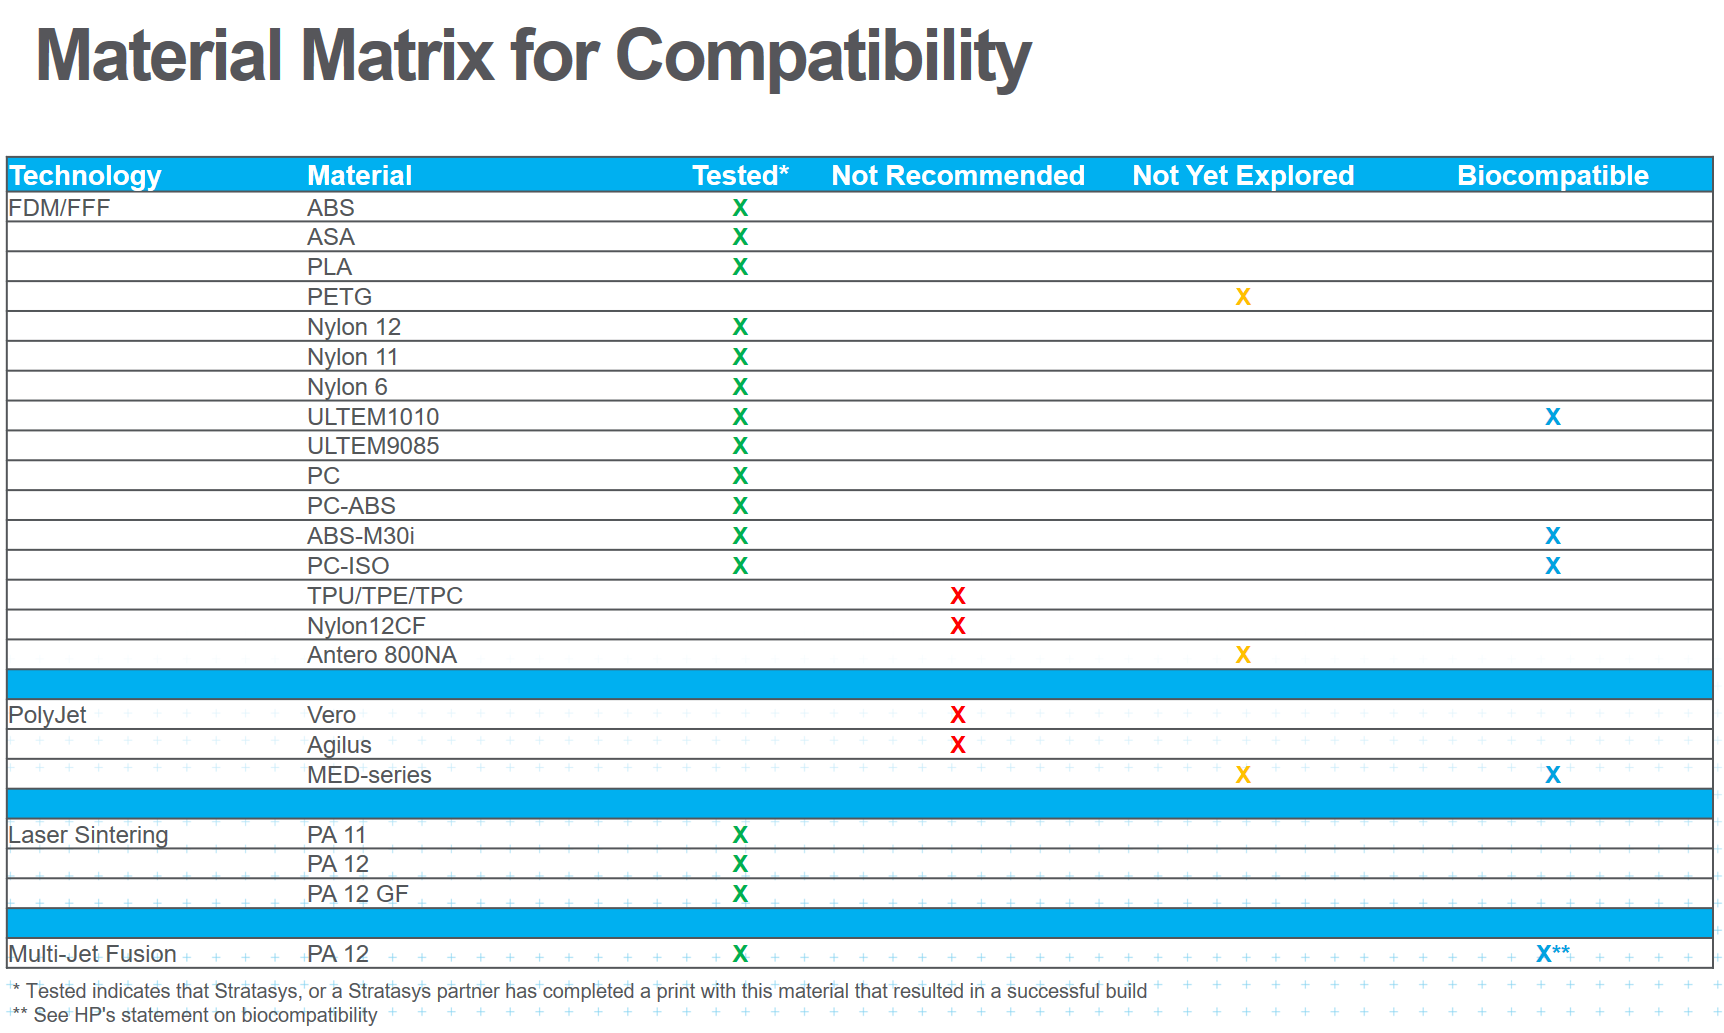 Material Matrix for Compatibility
Technology Material Tested* Not Recommended Not Yet Explored Biocompatible
FDM/FFF ABS X
ASA X
PLA X
PETG X
Nylon 12 X
Nylon 11 X
Nylon 6 X
ULTEM1010 X X
ULTEM9085 X
PC X
PC-ABS X
ABS-M30i X X
PC-ISO X X
TPU/TPE/TPC X
Nylon12CF X
Antero 800NA X
PolyJet Vero X
Agilus X
MED-series X X
Laser Sintering PA 11 X
PA 12 X
PA 12 GF X
Multi-Jet Fusion PA 12 X X**
* Tested indicates that Stratasys, or a Stratasys partner has completed a print with this material that resulted in a successful build
** See HP's statement on biocompatibility